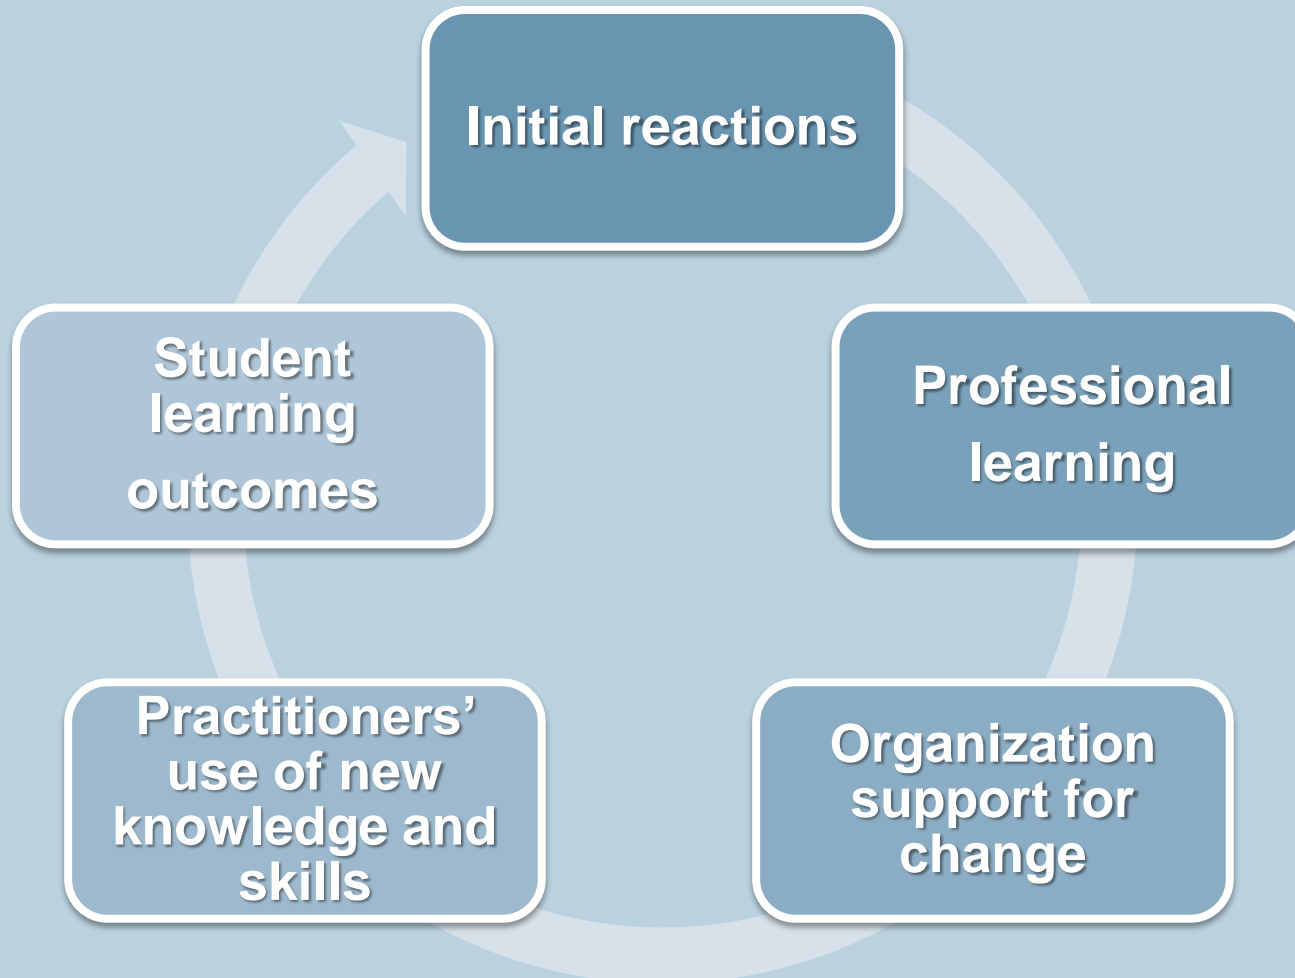 Initial reactions
Professional
learning
Organization
support for
change
Practitioners’
use of new
knowledge and
skills
Student
learning
outcomes